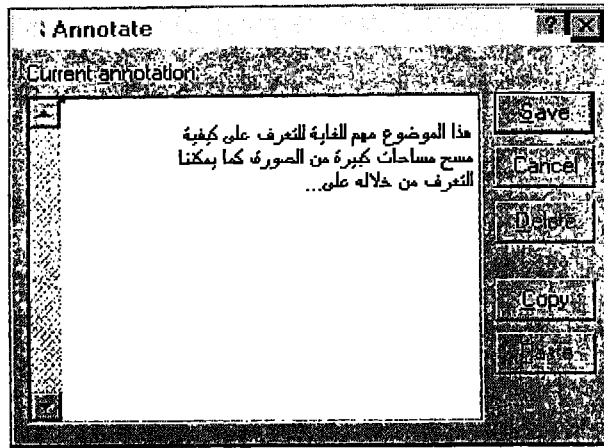 Annotate
Current annotation:
هذا الموضوع مهم للغاية للتعرف على كيفية
مسح مساحات كبيرة من الصورة كما يمكننا
التعرف من خلاله على...
Save
Cancel
Delete
Copy
Paste